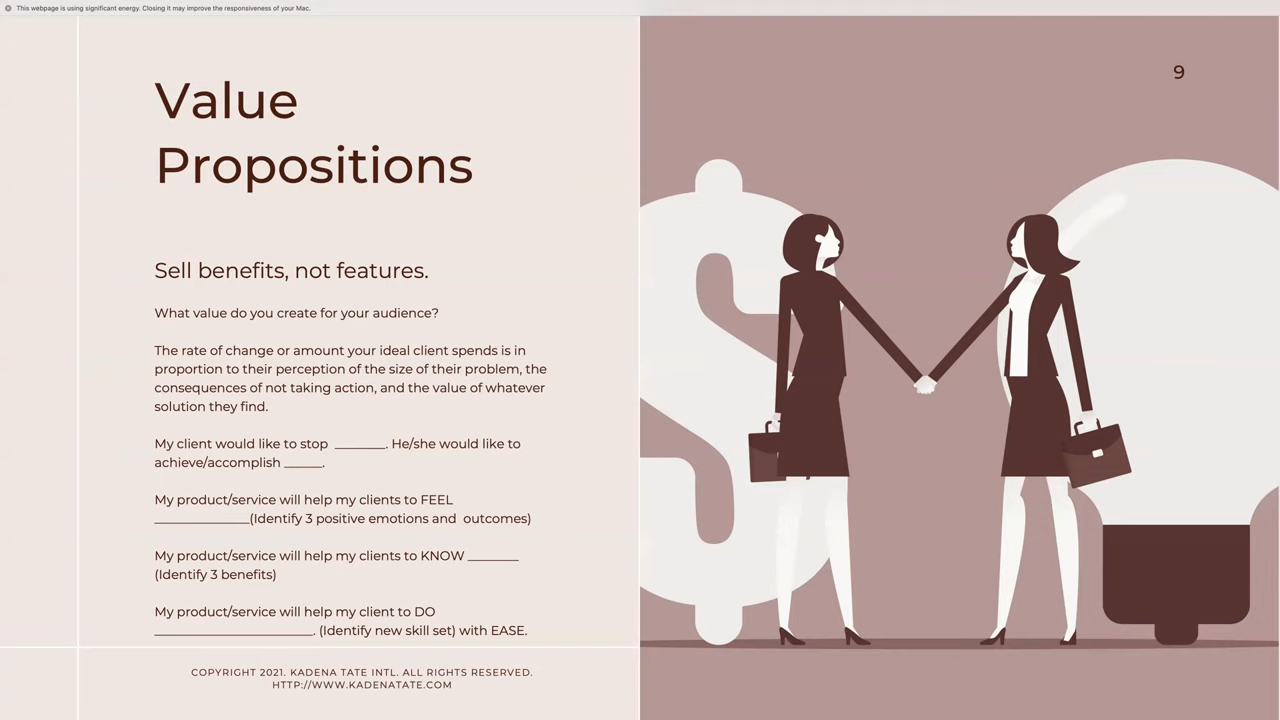 This webpage is using significant energy. Closing it may improve the responsiveness of your Mac.
9
Value
Propositions
Sell benefits, not features.
What value do you create for your audience?
The rate of change or amount your ideal client spends is in
proportion to their perception of the size of their problem, the
consequences of not taking action, and the value of whatever
solution they find.
My client would like to stop ________. He/she would like to
achieve/accomplish ______.
My product/service will help my clients to FEEL
_______________(Identify 3 positive emotions and  outcomes)
My product/service will help my clients to KNOW ________
(Identify 3 benefits)
My product/service will help my client to DO
_________________________. (Identify new skill set) with EASE.
COPYRIGHT 2021. KADENA TATE INTL. ALL RIGHTS RESERVED.
HTTP://WWW.KADENATATE.COM